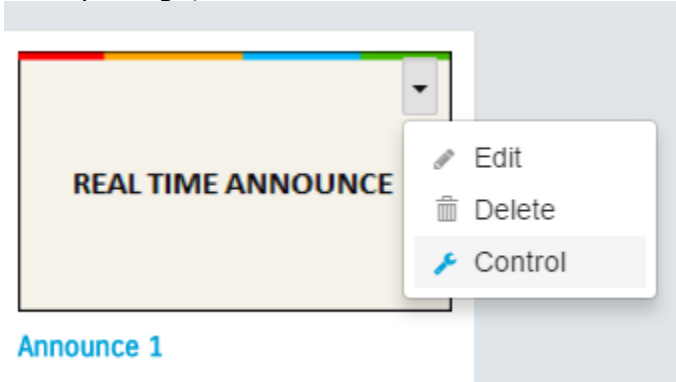 REAL TIME ANNOUNCE
Edit
Delete
Control
Announce 1